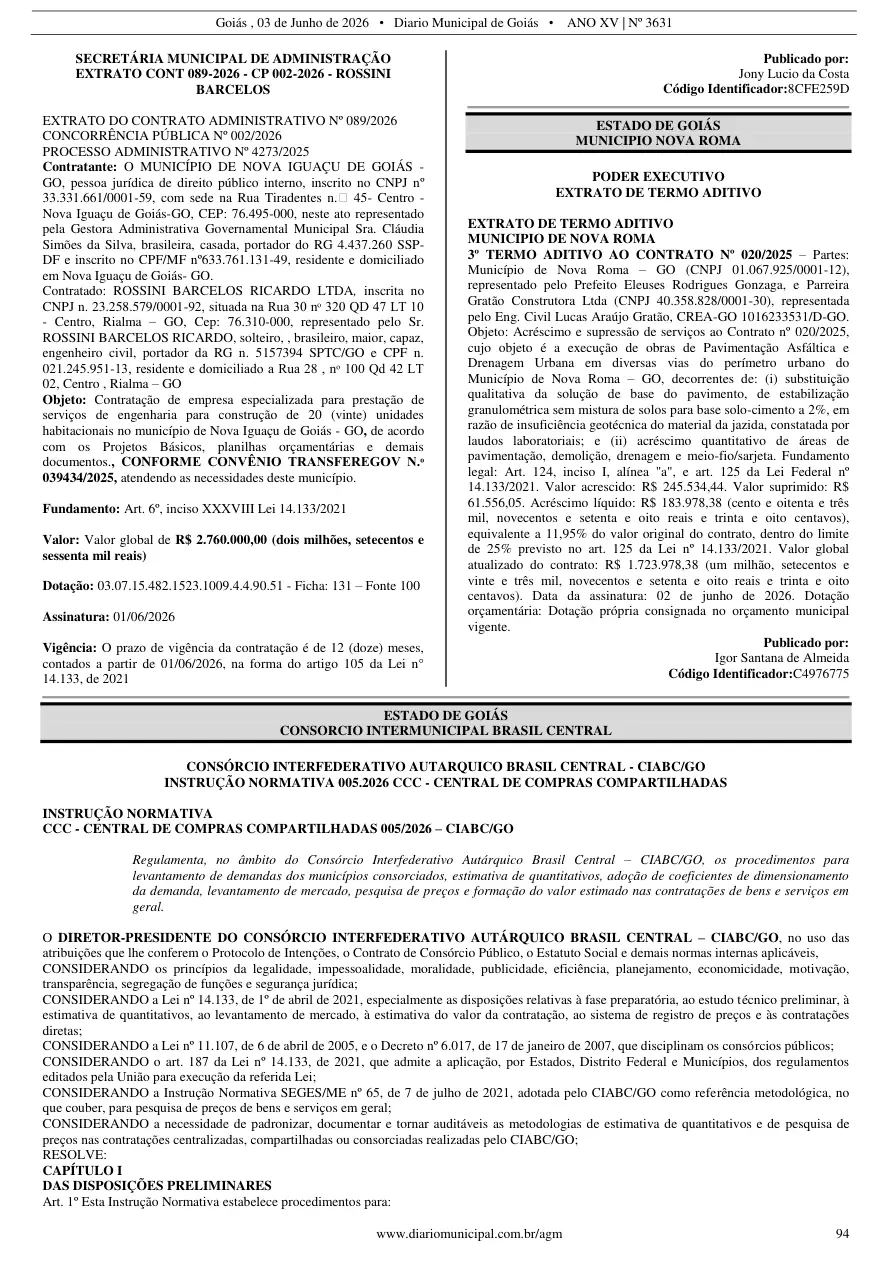 Goiás , 03 de Junho de 2026 • Diario Municipal de Goiás • ANO XV | Nº 3631
SECRETÁRIA MUNICIPAL DE ADMINISTRAÇÃO
EXTRATO CONT 089-2026 - CP 002-2026 - ROSSINI
BARCELOS
EXTRATO DO CONTRATO ADMINISTRATIVO Nº 089/2026
CONCORRÊNCIA PÚBLICA Nº 002/2026
PROCESSO ADMINISTRATIVO Nº 4273/2025
Contratante: O MUNICÍPIO DE NOVA IGUAÇU DE GOIÁS -
GO, pessoa jurídica de direito público interno, inscrito no CNPJ nº
33.331.661/0001-59, com sede na Rua Tiradentes n.□ 45- Centro -
Nova Iguaçu de Goiás-GO, CEP: 76.495-000, neste ato representado
pela Gestora Administrativa Governamental Municipal Sra. Cláudia
Simões da Silva, brasileira, casada, portador do RG 4.437.260 SSP-
DF e inscrito no CPF/MF nº633.761.131-49, residente e domiciliado
em Nova Iguaçu de Goiás- GO.
Contratado: ROSSINI BARCELOS RICARDO LTDA, inscrita no
CNPJ n. 23.258.579/0001-92, situada na Rua 30 nº 320 QD 47 LT 10
- Centro, Rialma – GO, Cep: 76.310-000, representado pelo Sr.
ROSSINI BARCELOS RICARDO, solteiro, , brasileiro, maior, capaz,
engenheiro civil, portador da RG n. 5157394 SPTC/GO e CPF n.
021.245.951-13, residente e domiciliado a Rua 28 , nº 100 Qd 42 LT
02, Centro , Rialma – GO
Objeto: Contratação de empresa especializada para prestação de
serviços de engenharia para construção de 20 (vinte) unidades
habitacionais no município de Nova Iguaçu de Goiás - GO, de acordo
com os Projetos Básicos, planilhas orçamentárias e demais
documentos., CONFORME CONVÊNIO TRANSFEREGOV N.º
039434/2025, atendendo as necessidades deste município.
Fundamento: Art. 6º, inciso XXXVIII Lei 14.133/2021
Valor: Valor global de R$ 2.760.000,00 (dois milhões, setecentos e
sessenta mil reais)
Dotação: 03.07.15.482.1523.1009.4.4.90.51 - Ficha: 131 – Fonte 100
Assinatura: 01/06/2026
Vigência: O prazo de vigência da contratação é de 12 (doze) meses,
contados a partir de 01/06/2026, na forma do artigo 105 da Lei n°
14.133, de 2021
Publicado por:
Jony Lucio da Costa
Código Identificador:8CFE259D
ESTADO DE GOIÁS
MUNICIPIO NOVA ROMA
PODER EXECUTIVO
EXTRATO DE TERMO ADITIVO
EXTRATO DE TERMO ADITIVO
MUNICIPIO DE NOVA ROMA
3º TERMO ADITIVO AO CONTRATO Nº 020/2025 – Partes:
Município de Nova Roma – GO (CNPJ 01.067.925/0001-12),
representado pelo Prefeito Eleuses Rodrigues Gonzaga, e Parreira
Gratão Construtora Ltda (CNPJ 40.358.828/0001-30), representada
pelo Eng. Civil Lucas Araújo Gratão, CREA-GO 1016233531/D-GO.
Objeto: Acréscimo e supressão de serviços ao Contrato nº 020/2025,
cujo objeto é a execução de obras de Pavimentação Asfáltica e
Drenagem Urbana em diversas vias do perímetro urbano do
Município de Nova Roma – GO, decorrentes de: (i) substituição
qualitativa da solução de base do pavimento, de estabilização
granulométrica sem mistura de solos para base solo-cimento a 2%, em
razão de insuficiência geotécnica do material da jazida, constatada por
laudos laboratoriais; e (ii) acréscimo quantitativo de áreas de
pavimentação, demolição, drenagem e meio-fio/sarjeta. Fundamento
legal: Art. 124, inciso I, alínea "a", e art. 125 da Lei Federal nº
14.133/2021. Valor acrescido: R$ 245.534,44. Valor suprimido: R$
61.556,05. Acréscimo líquido: R$ 183.978,38 (cento e oitenta e três
mil, novecentos e setenta e oito reais e trinta e oito centavos),
equivalente a 11,95% do valor original do contrato, dentro do limite
de 25% previsto no art. 125 da Lei nº 14.133/2021. Valor global
atualizado do contrato: R$ 1.723.978,38 (um milhão, setecentos e
vinte e três mil, novecentos e setenta e oito reais e trinta e oito
centavos). Data da assinatura: 02 de junho de 2026. Dotação
orçamentária: Dotação própria consignada no orçamento municipal
vigente.
Publicado por:
Igor Santana de Almeida
Código Identificador:C4976775
ESTADO DE GOIÁS
CONSORCIO INTERMUNICIPAL BRASIL CENTRAL
CONSÓRCIO INTERFEDERATIVO AUTARQUICO BRASIL CENTRAL - CIABC/GO
INSTRUÇÃO NORMATIVA 005.2026 CCC - CENTRAL DE COMPRAS COMPARTILHADAS
INSTRUÇÃO NORMATIVA
CCC - CENTRAL DE COMPRAS COMPARTILHADAS 005/2026 – CIABC/GO
Regulamenta, no âmbito do Consórcio Interfederativo Autárquico Brasil Central – CIABC/GO, os procedimentos para
levantamento de demandas dos municípios consorciados, estimativa de quantitativos, adoção de coeficientes de dimensionamento
da demanda, levantamento de mercado, pesquisa de preços e formação do valor estimado nas contratações de bens e serviços em
geral.
O DIRETOR-PRESIDENTE DO CONSÓRCIO INTERFEDERATIVO AUTÁRQUICO BRASIL CENTRAL – CIABC/GO, no uso das
atribuições que lhe conferem o Protocolo de Intenções, o Contrato de Consórcio Público, o Estatuto Social e demais normas internas aplicáveis,
CONSIDERANDO os princípios da legalidade, impessoalidade, moralidade, publicidade, eficiência, planejamento, economicidade, motivação,
transparência, segregação de funções e segurança jurídica;
CONSIDERANDO a Lei nº 14.133, de 1º de abril de 2021, especialmente as disposições relativas à fase preparatória, ao estudo técnico preliminar, à
estimativa de quantitativos, ao levantamento de mercado, à estimativa do valor da contratação, ao sistema de registro de preços e às contratações
diretas;
CONSIDERANDO a Lei nº 11.107, de 6 de abril de 2005, e o Decreto nº 6.017, de 17 de janeiro de 2007, que disciplinam os consórcios públicos;
CONSIDERANDO o art. 187 da Lei nº 14.133, de 2021, que admite a aplicação, por Estados, Distrito Federal e Municípios, dos regulamentos
editados pela União para execução da referida Lei;
CONSIDERANDO a Instrução Normativa SEGES/ME nº 65, de 7 de julho de 2021, adotada pelo CIABC/GO como referência metodológica, no
que couber, para pesquisa de preços de bens e serviços em geral;
CONSIDERANDO a necessidade de padronizar, documentar e tornar auditáveis as metodologias de estimativa de quantitativos e de pesquisa de
preços nas contratações centralizadas, compartilhadas ou consorciadas realizadas pelo CIABC/GO;
RESOLVE:
CAPÍTULO I
DAS DISPOSIÇÕES PRELIMINARES
Art. 1º Esta Instrução Normativa estabelece procedimentos para:
www.diariomunicipal.com.br/agm
94